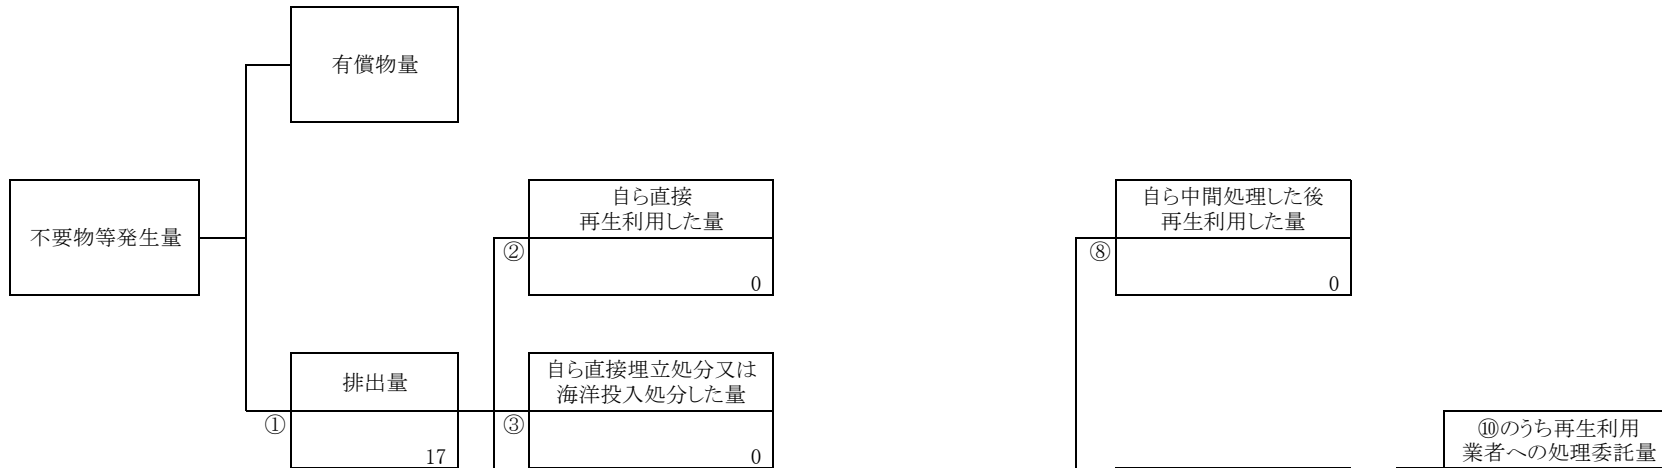 有償物量
不要物等発生量
自ら直接
再生利用した量
②
0
自ら中間処理した後
再生利用した量
⑧
0
排出量
①
17
自ら直接埋立処分又は
海洋投入処分した量
③
0
⑩のうち再生利用
業者への処理委託量